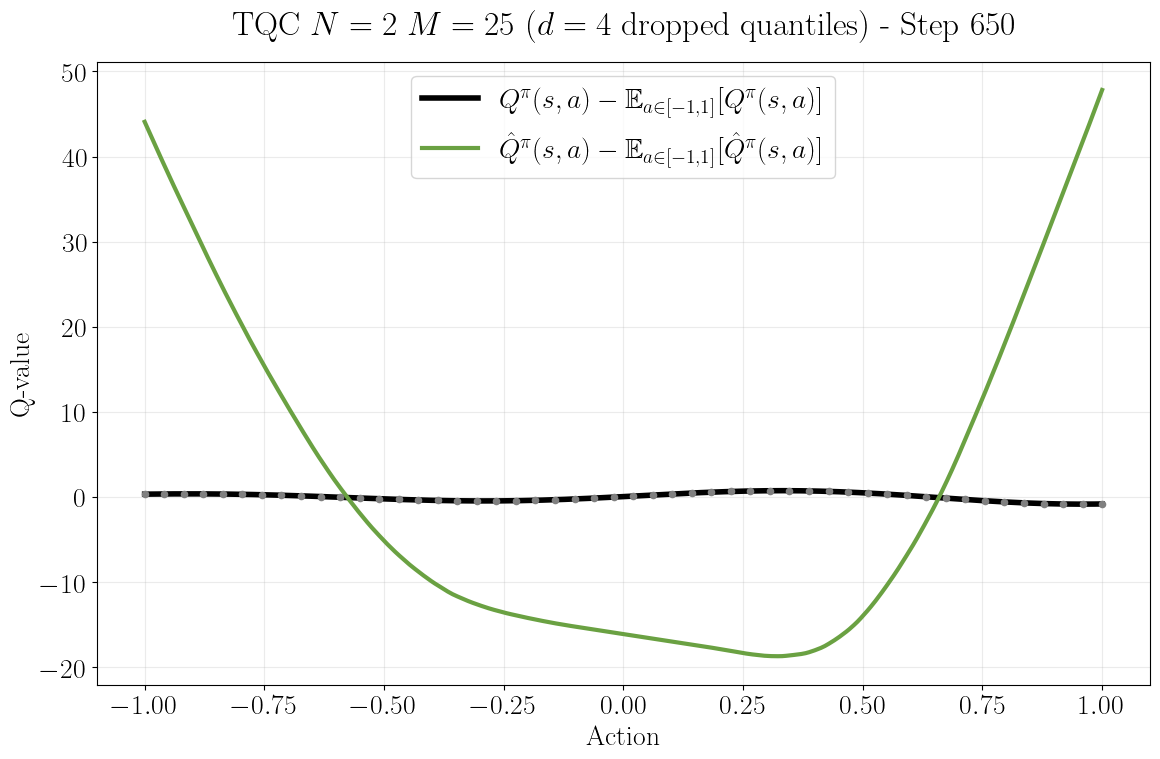 TQC N = 2 M = 25 (d = 4 dropped quantiles) - Step 650
Q^π(s, a) − 𝔼_{a∈[−1,1]}[Q^π(s, a)]
Q̂^π(s, a) − 𝔼_{a∈[−1,1]}[Q̂^π(s, a)]
50
40
30
20
10
0
−10
−20
Q-value
−1.00 −0.75 −0.50 −0.25 0.00 0.25 0.50 0.75 1.00
Action